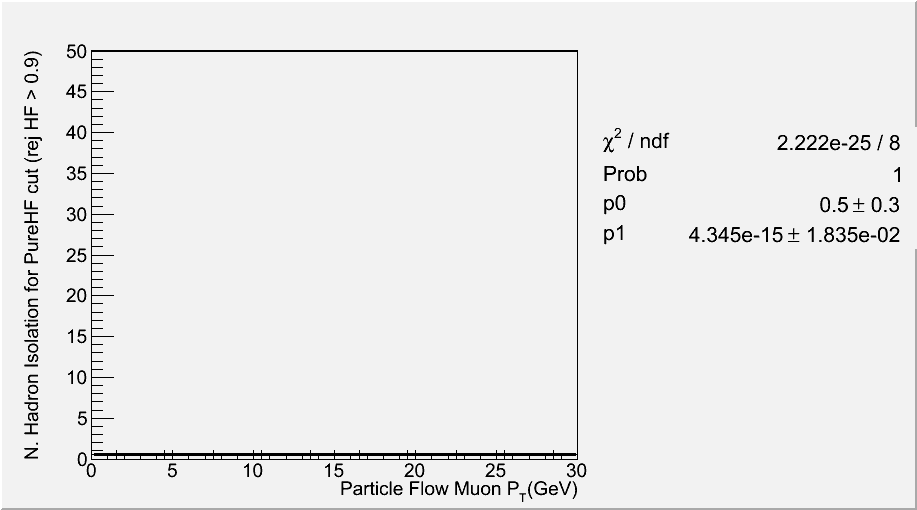 N. Hadron Isolation for PureHF cut (rej HF > 0.9)
50
45
40
35
30
25
20
15
10
5
0
0 5 10 15 20 25 30
Particle Flow Muon P_T(GeV)
χ² / ndf 2.222e-25 / 8
Prob 1
p0 0.5 ± 0.3
p1 4.345e-15 ± 1.835e-02